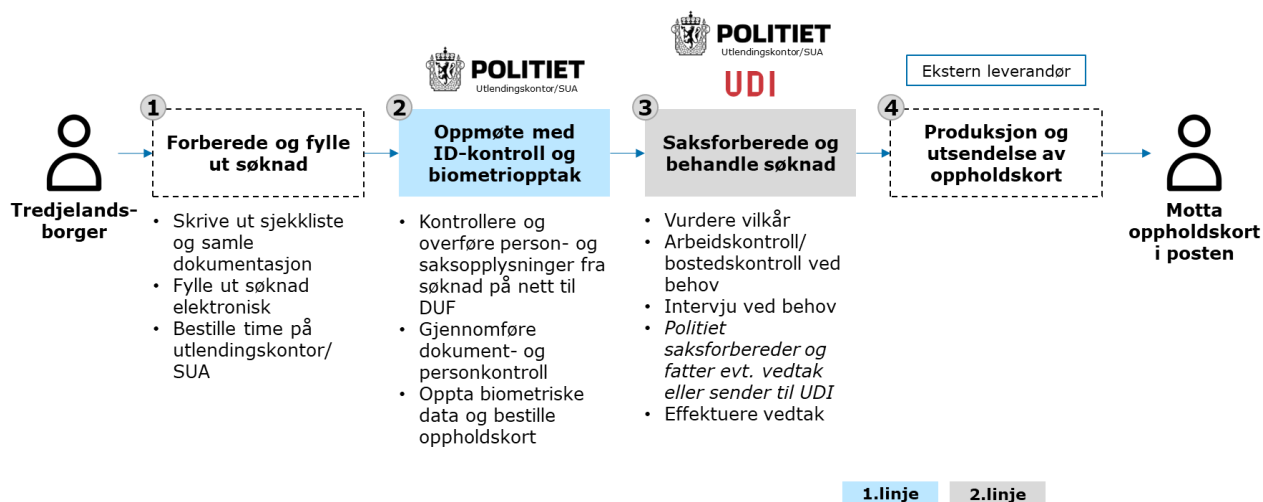 POLITIET
Utlendingskontor/SUA
POLITIET
Utlendingskontor/SUA
UDI
Ekstern leverandør
1
Forberede og fylle
ut søknad
2
Oppmøte med
ID-kontroll og
biometriopptak
3
Saksforberede og
behandle søknad
4
Produksjon og
utsendelse av
oppholdskort
Tredjelands-
borger
• Skrive ut sjekkliste
og samle
dokumentasjon
• Fylle ut søknad
elektronisk
• Bestille time på
utlendingskontor/
SUA
• Kontrollere og
overføre person- og
saksopplysninger fra
søknad på nett til
DUF
• Gjennomføre
dokument- og
personkontroll
• Oppta biometriske
data og bestille
oppholdskort
• Vurdere vilkår
• Arbeidskontroll/
bostedskontroll ved
behov
• Intervju ved behov
• Politiet
saksforbereder og
fatter evt. vedtak
eller sender til UDI
• Effektuere vedtak
Motta
oppholdskort
i posten
1.linje
2.linje